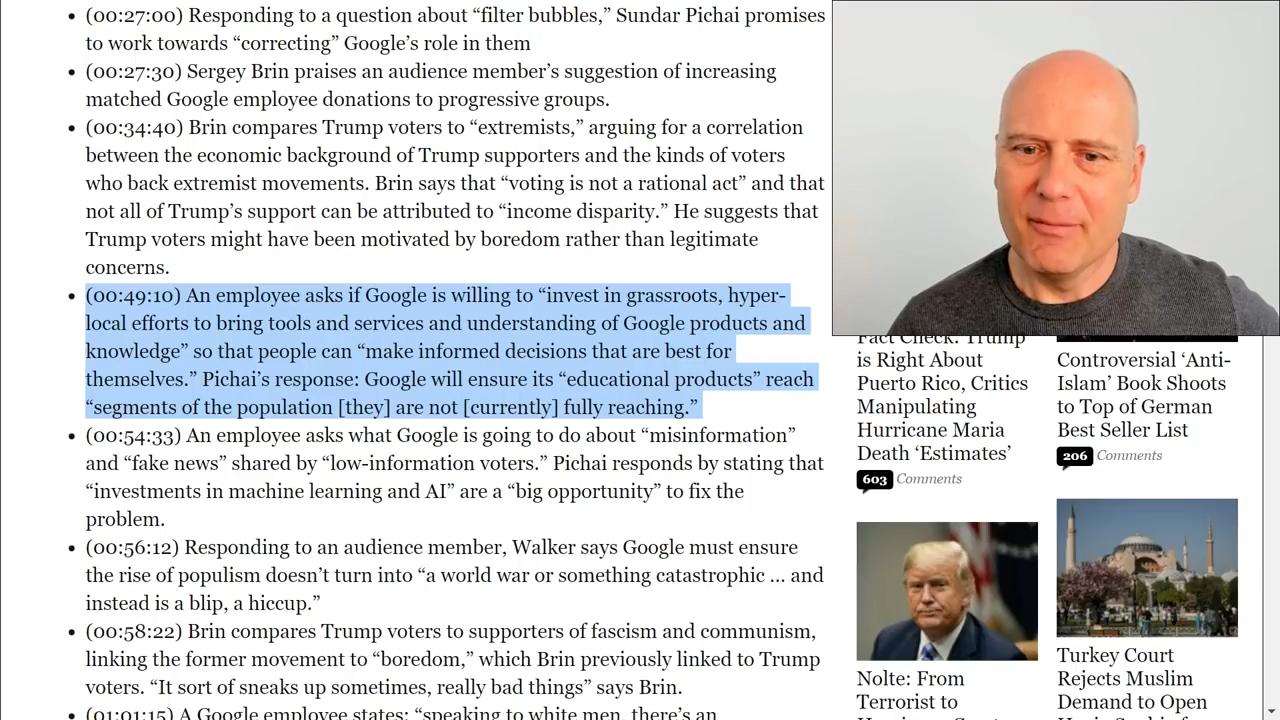 (00:27:00) Responding to a question about “filter bubbles,” Sundar Pichai promises
to work towards “correcting” Google’s role in them
(00:27:30) Sergey Brin praises an audience member’s suggestion of increasing
matched Google employee donations to progressive groups.
(00:34:40) Brin compares Trump voters to “extremists,” arguing for a correlation
between the economic background of Trump supporters and the kinds of voters
who back extremist movements. Brin says that “voting is not a rational act” and that
not all of Trump’s support can be attributed to “income disparity.” He suggests that
Trump voters might have been motivated by boredom rather than legitimate
concerns.
(00:49:10) An employee asks if Google is willing to “invest in grassroots, hyper-
local efforts to bring tools and services and understanding of Google products and
knowledge” so that people can “make informed decisions that are best for
themselves.” Pichai’s response: Google will ensure its “educational products” reach
“segments of the population [they] are not [currently] fully reaching.”
(00:54:33) An employee asks what Google is going to do about “misinformation”
and “fake news” shared by “low-information voters.” Pichai responds by stating that
“investments in machine learning and AI” are a “big opportunity” to fix the
problem.
(00:56:12) Responding to an audience member, Walker says Google must ensure
the rise of populism doesn’t turn into “a world war or something catastrophic … and
instead is a blip, a hiccup.”
(00:58:22) Brin compares Trump voters to supporters of fascism and communism,
linking the former movement to “boredom,” which Brin previously linked to Trump
voters. “It sort of sneaks up sometimes, really bad things” says Brin.
(01:01:15) A Google employee states: “speaking to white men, there’s an
Fact Check: Trump
is Right About
Puerto Rico, Critics
Manipulating
Hurricane Maria
Death ‘Estimates’
603 Comments
Nolte: From
Terrorist to
Controversial ‘Anti-
Islam’ Book Shoots
to Top of German
Best Seller List
206 Comments
Turkey Court
Rejects Muslim
Demand to Open